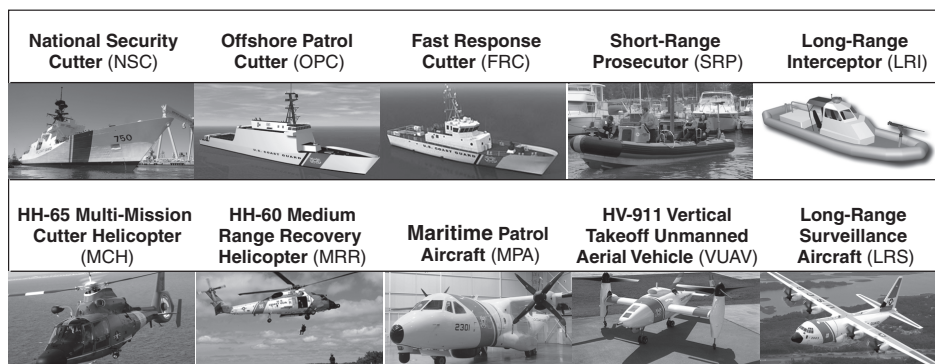 National Security
Cutter (NSC)
Offshore Patrol
Cutter (OPC)
Fast Response
Cutter (FRC)
Short-Range
Prosecutor (SRP)
Long-Range
Interceptor (LRI)
750
U.S. COAST GUARD
U.S. COAST GUARD
HH-65 Multi-Mission
Cutter Helicopter
(MCH)
HH-60 Medium
Range Recovery
Helicopter (MRR)
Maritime Patrol
Aircraft (MPA)
HV-911 Vertical
Takeoff Unmanned
Aerial Vehicle (VUAV)
Long-Range
Surveillance
Aircraft (LRS)
2301